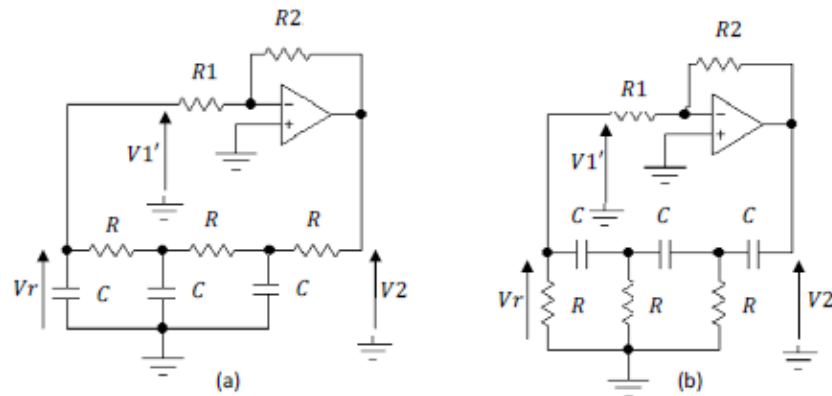 R2
R1
V1'
R R R
Vr C C C V2
(a)
R2
R1
V1'
C C C
Vr R R R V2
(b)